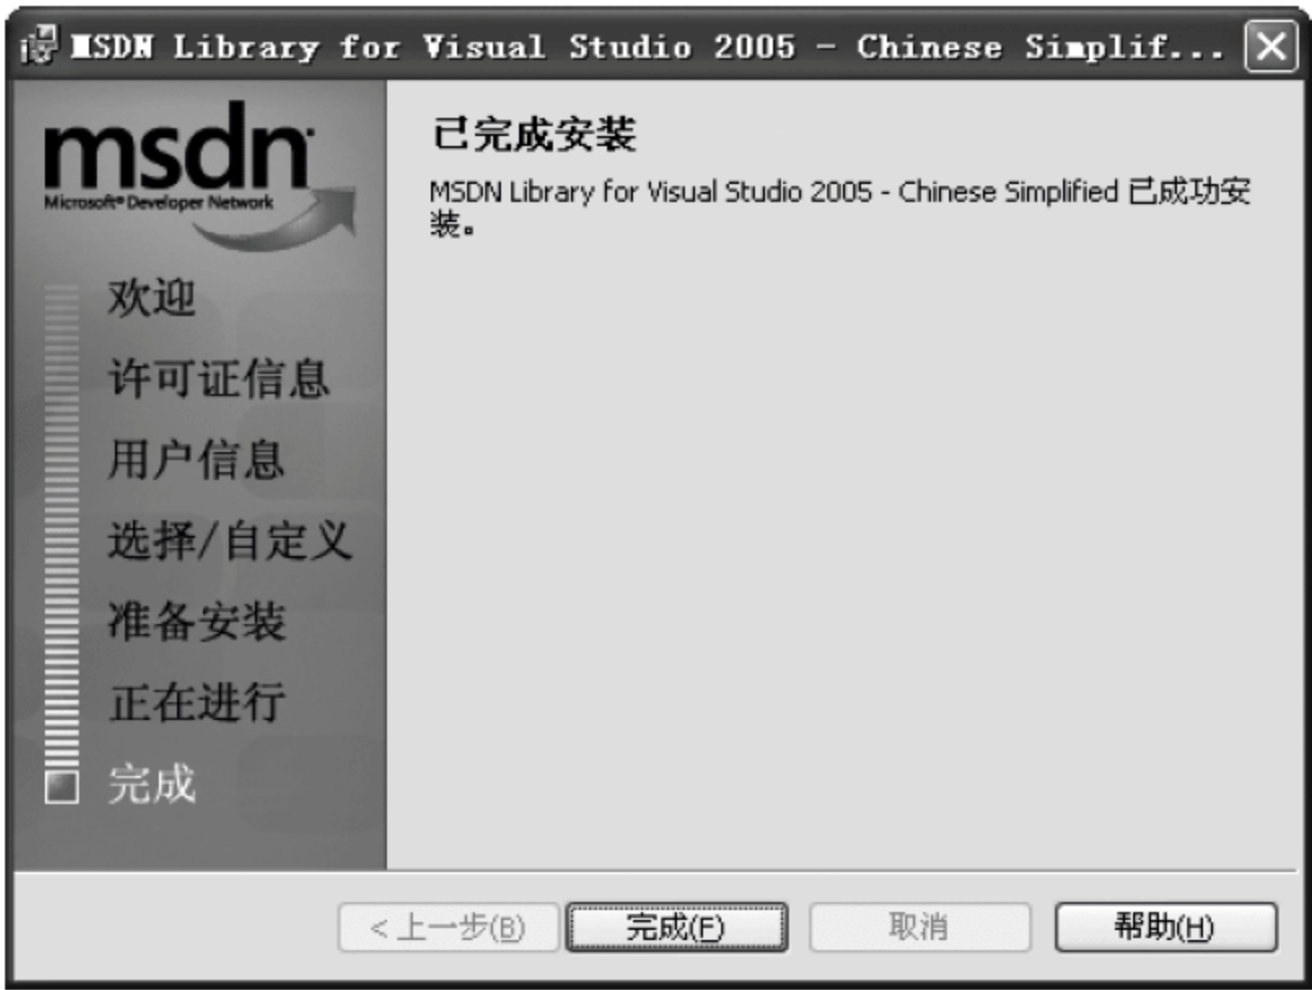 MSDN Library for Visual Studio 2005 - Chinese Simplif...
msdn
Microsoft® Developer Network
已完成安装
MSDN Library for Visual Studio 2005 - Chinese Simplified 已成功安
装。
欢迎
许可证信息
用户信息
选择/自定义
准备安装
正在进行
完成
< 上一步(B)
完成(F)
取消
帮助(H)